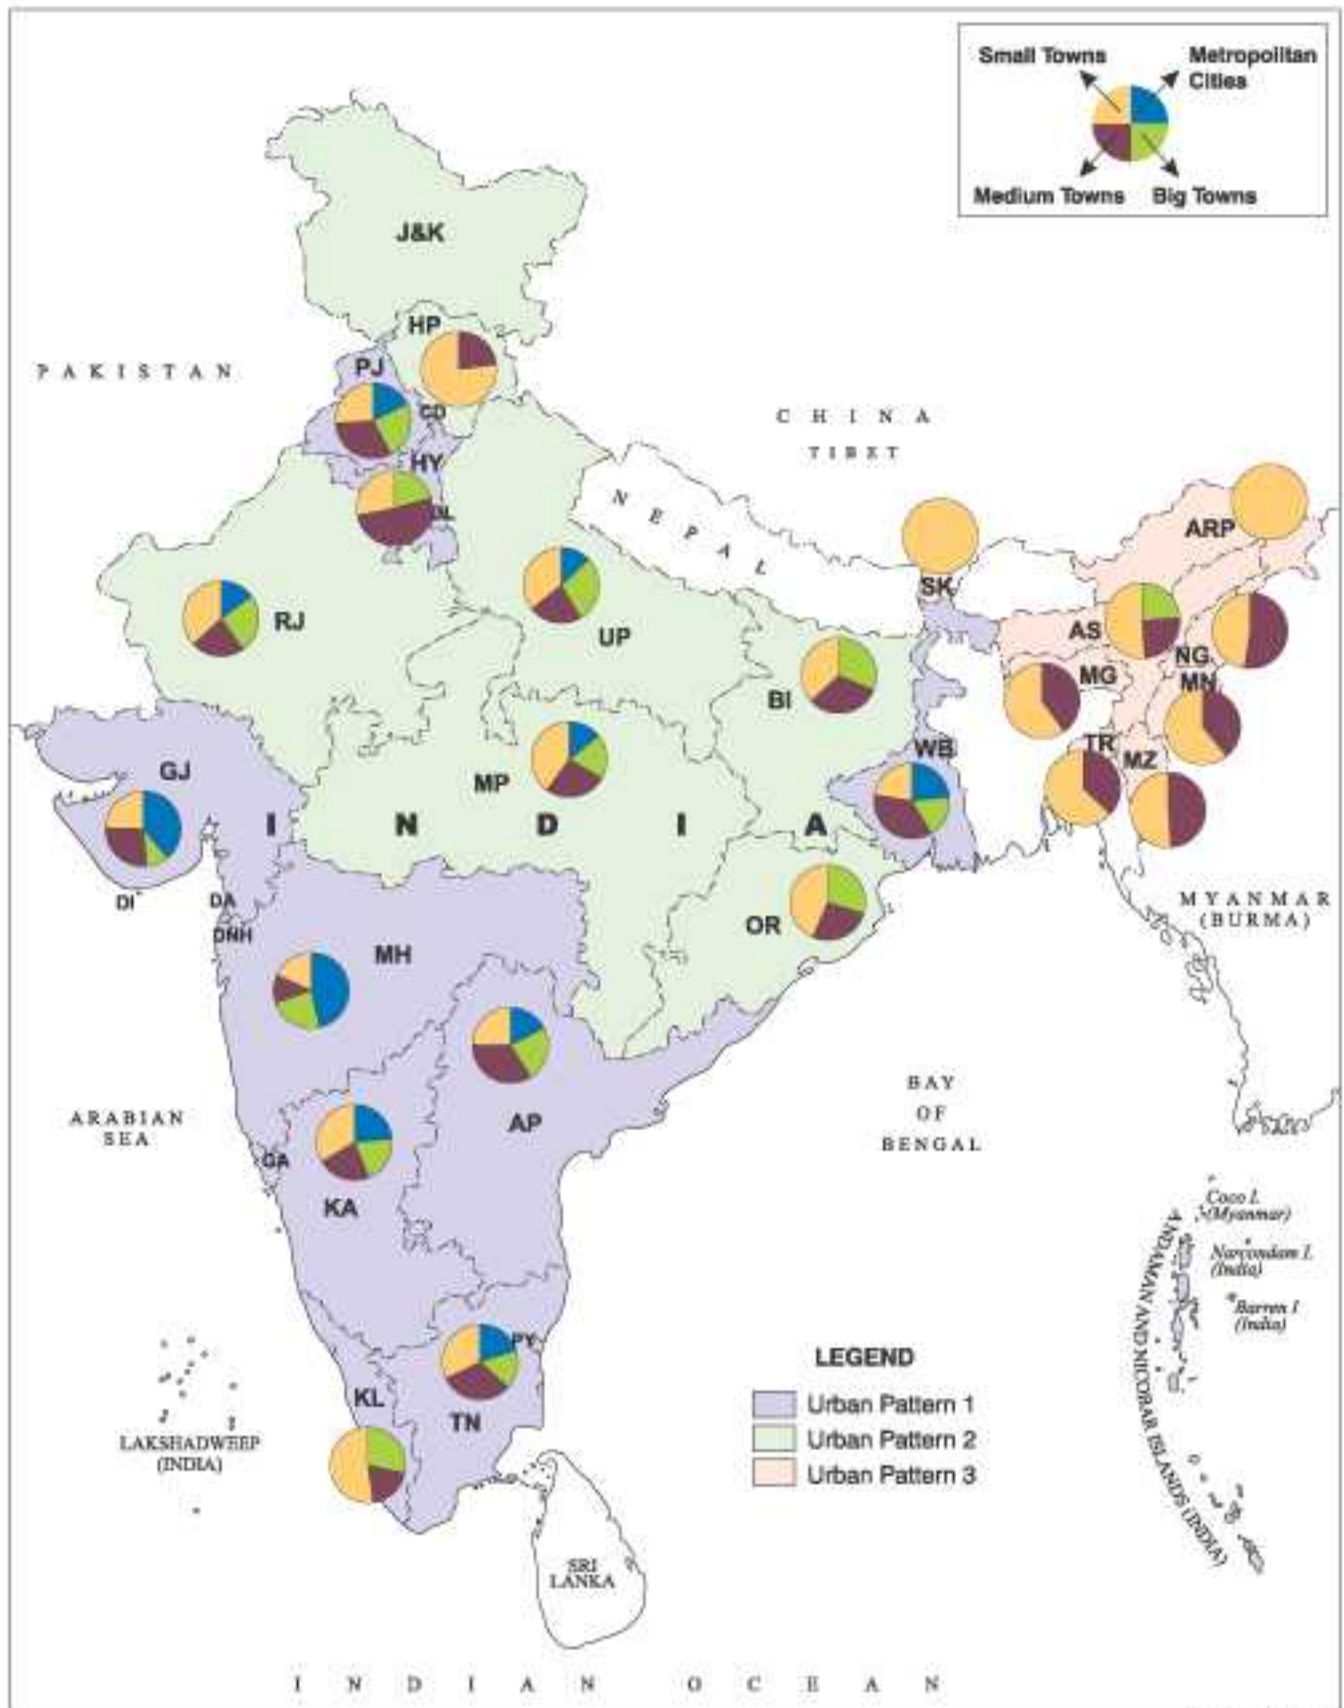 Small Towns
Metropolitan
Cities
Medium Towns
Big Towns
J&K
HP
PJ
PAKISTAN
CD
CHINA
TIBET
HY
NEPAL
DL
ARP
SK
RJ
UP
AS
NG
MG
MN
BI
WB
TR
MZ
GJ
MP
INDIA
DI
DA
DNH
MH
OR
MYANMAR
(BURMA)
ARABIAN
SEA
AP
BAY
OF
BENGAL
GA
KA
Coco I.
(Myanmar)
Narcondam I.
(India)
Barren I
(India)
ANDAMAN AND NICOBAR ISLANDS (INDIA)
PY
KL
TN
LAKSHADWEEP
(INDIA)
LEGEND
Urban Pattern 1
Urban Pattern 2
Urban Pattern 3
SRI
LANKA
INDIAN OCEAN